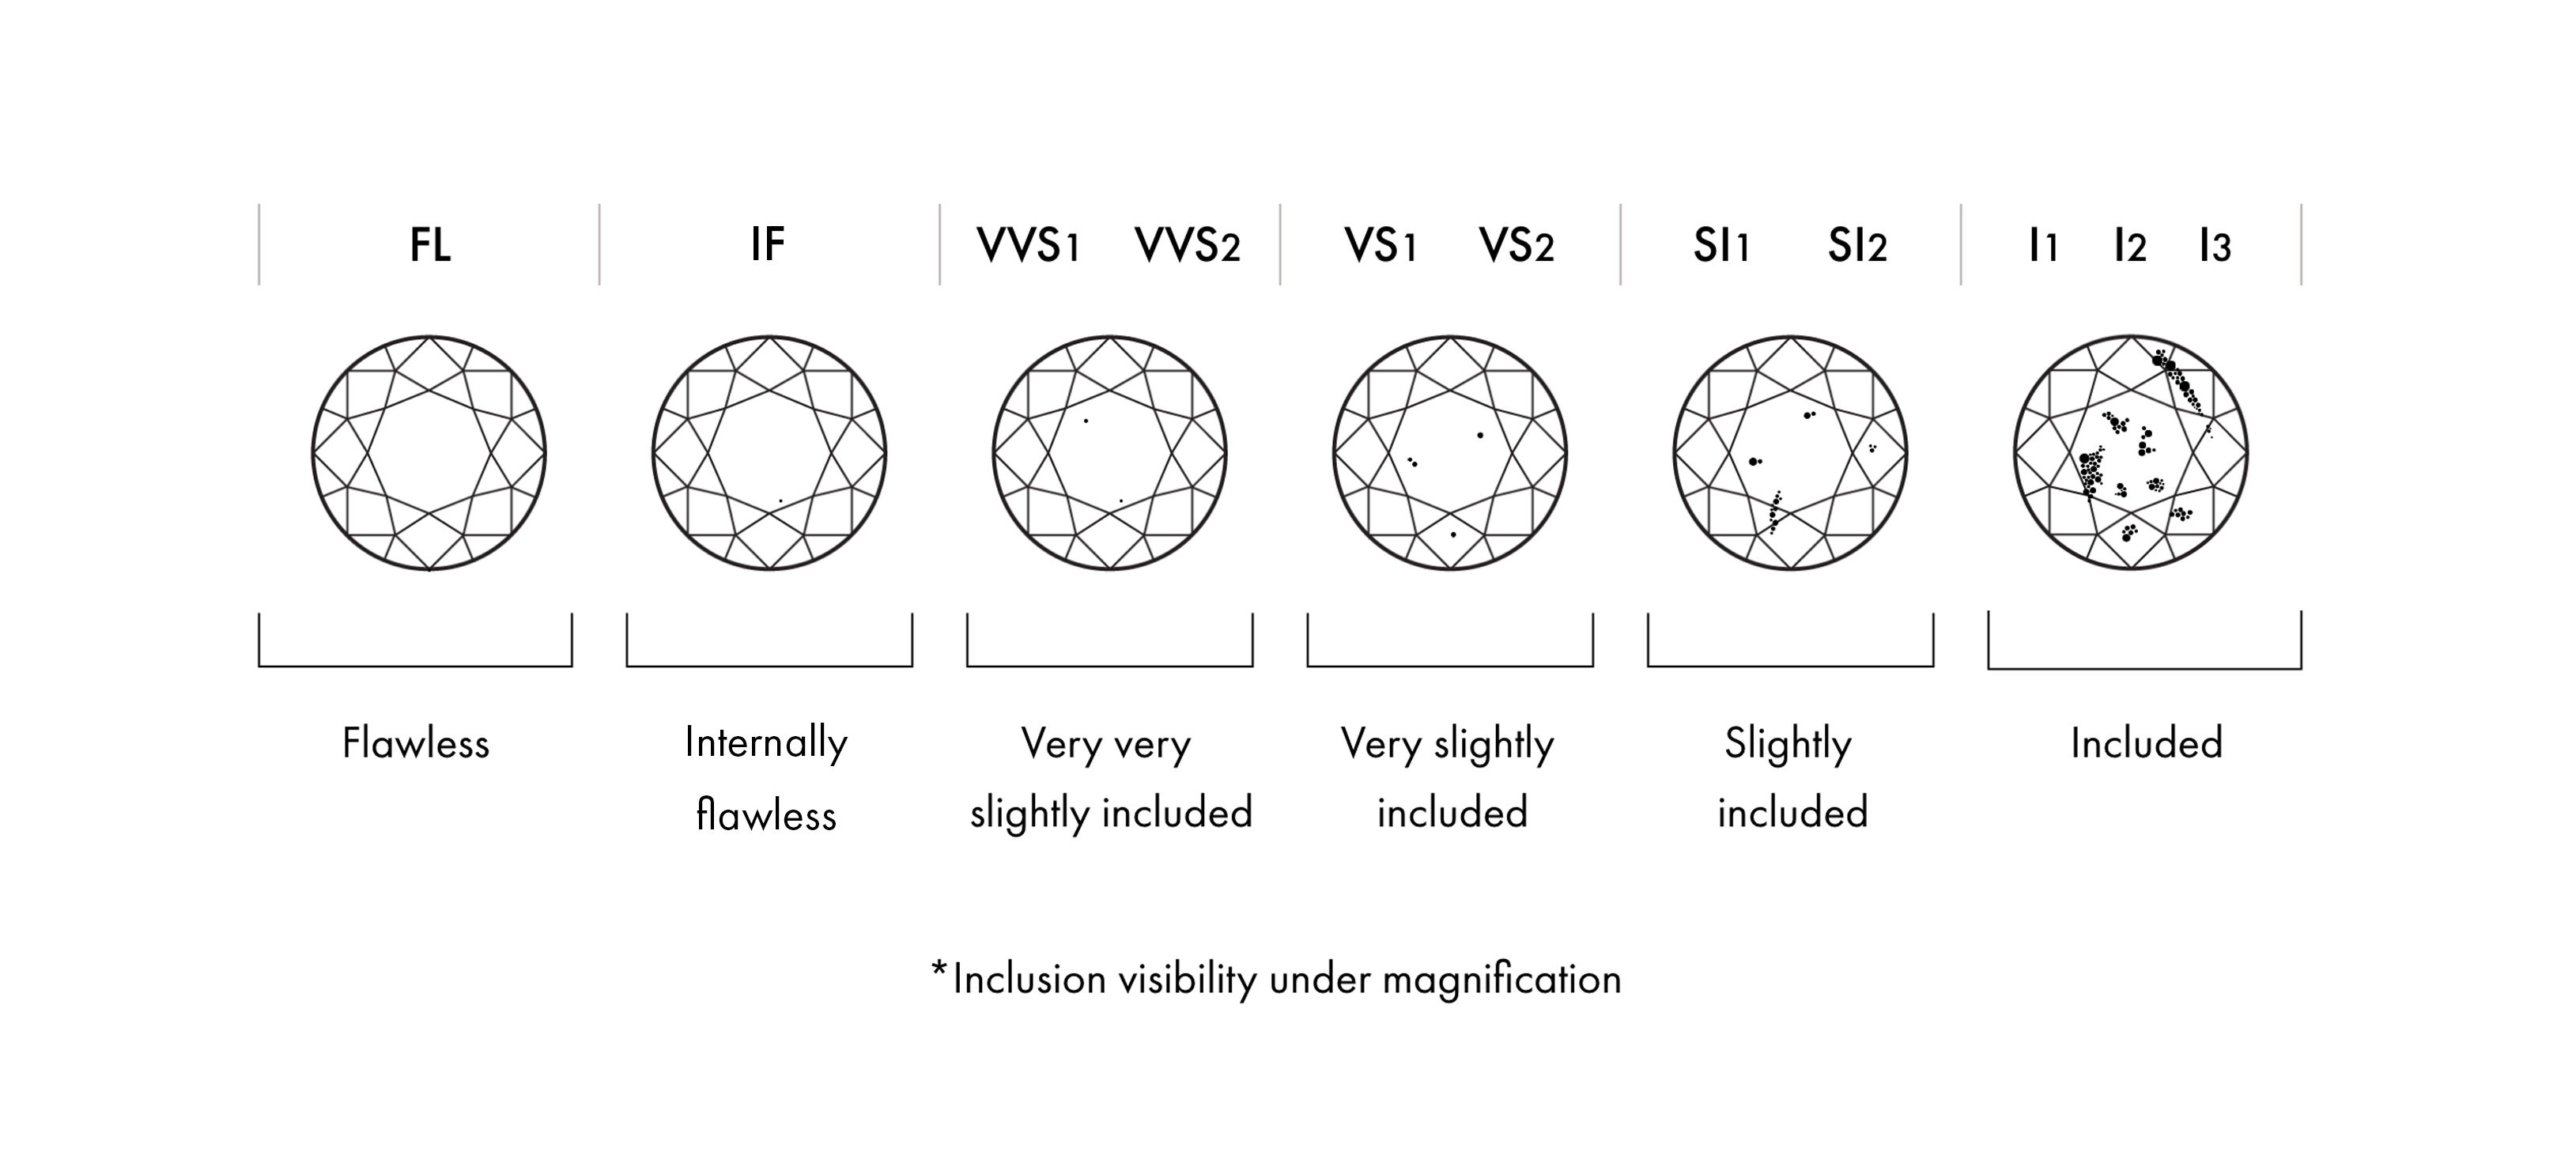 FL IF VVS1 VVS2 VS1 VS2 SI1 SI2 I1 I2 I3
Flawless
Internally
flawless
Very very
slightly included
Very slightly
included
Slightly
included
Included
*Inclusion visibility under magnification